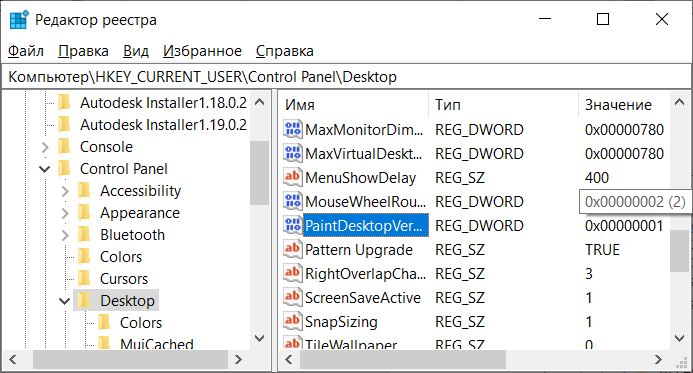 Редактор реестра
Файл Правка Вид Избранное Справка
Компьютер\HKEY_CURRENT_USER\Control Panel\Desktop
Autodesk Installer1.18.0.2
Autodesk Installer1.19.0.2
Console
Control Panel
Accessibility
Appearance
Bluetooth
Colors
Cursors
Desktop
Colors
MuiCached
Имя Тип Значение
MaxMonitorDim... REG_DWORD 0x00000780
MaxVirtualDeskt... REG_DWORD 0x00000780
MenuShowDelay REG_SZ 400
MouseWheelRou... REG_DWORD 0x00000002 (2)
PaintDesktopVer... REG_DWORD 0x00000001
Pattern Upgrade REG_SZ TRUE
RightOverlapCha... REG_SZ 3
ScreenSaveActive REG_SZ 1
SnapSizing REG_SZ 1
TileWallpaper REG_SZ 0